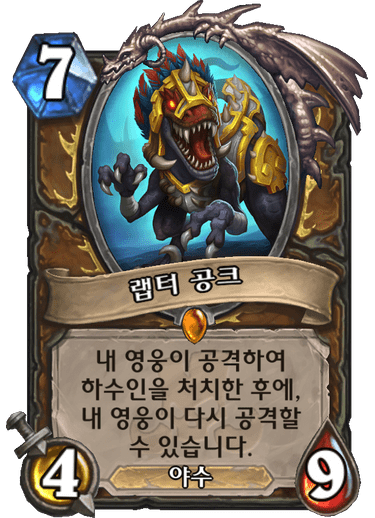 7
랩터 공크
내 영웅이 공격하여
하수인을 처치한 후에,
내 영웅이 다시 공격할
수 있습니다.
야수
4
9